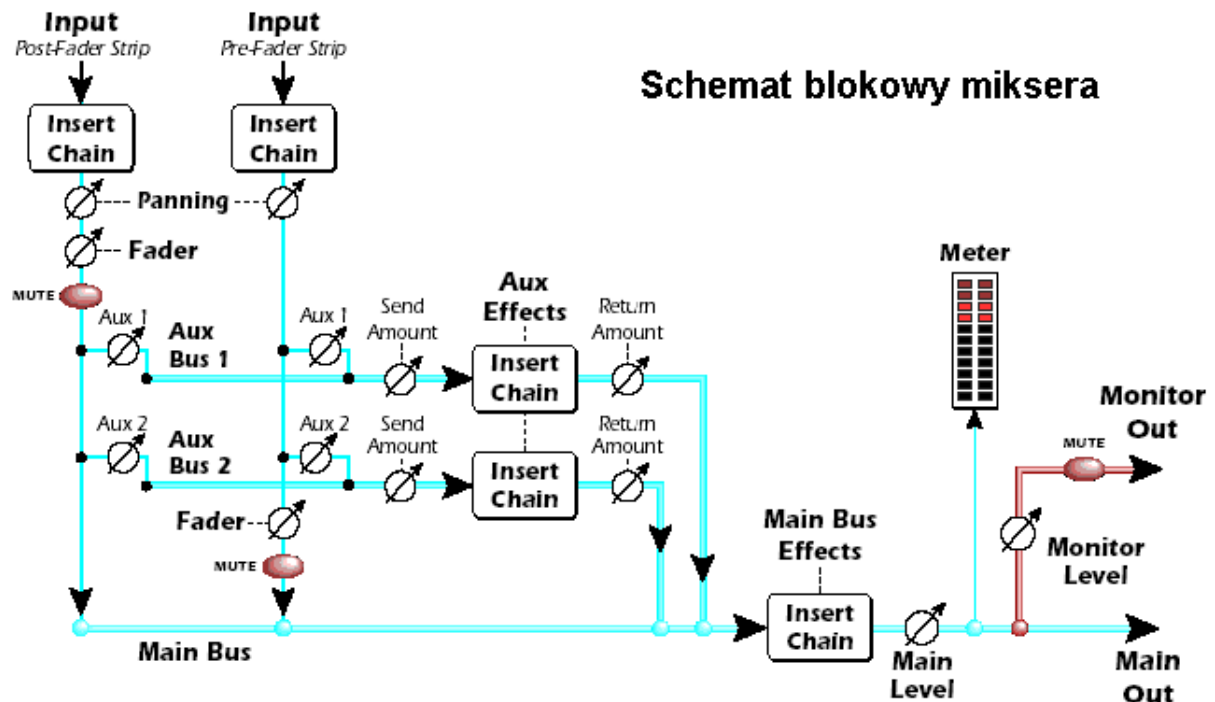 Input
Post-Fader Strip
Input
Pre-Fader Strip
Schemat blokowy miksera
Insert
Chain
Insert
Chain
Panning
Fader
MUTE
Aux 1
Aux
Bus 1
Aux 1
Send
Amount
Aux
Effects
Insert
Chain
Return
Amount
Meter
Aux 2
Aux
Bus 2
Aux 2
Send
Amount
Insert
Chain
Return
Amount
Monitor
Out
MUTE
Fader
MUTE
Main Bus
Effects
Monitor
Level
Insert
Chain
Main Bus
Main
Level
Main
Out